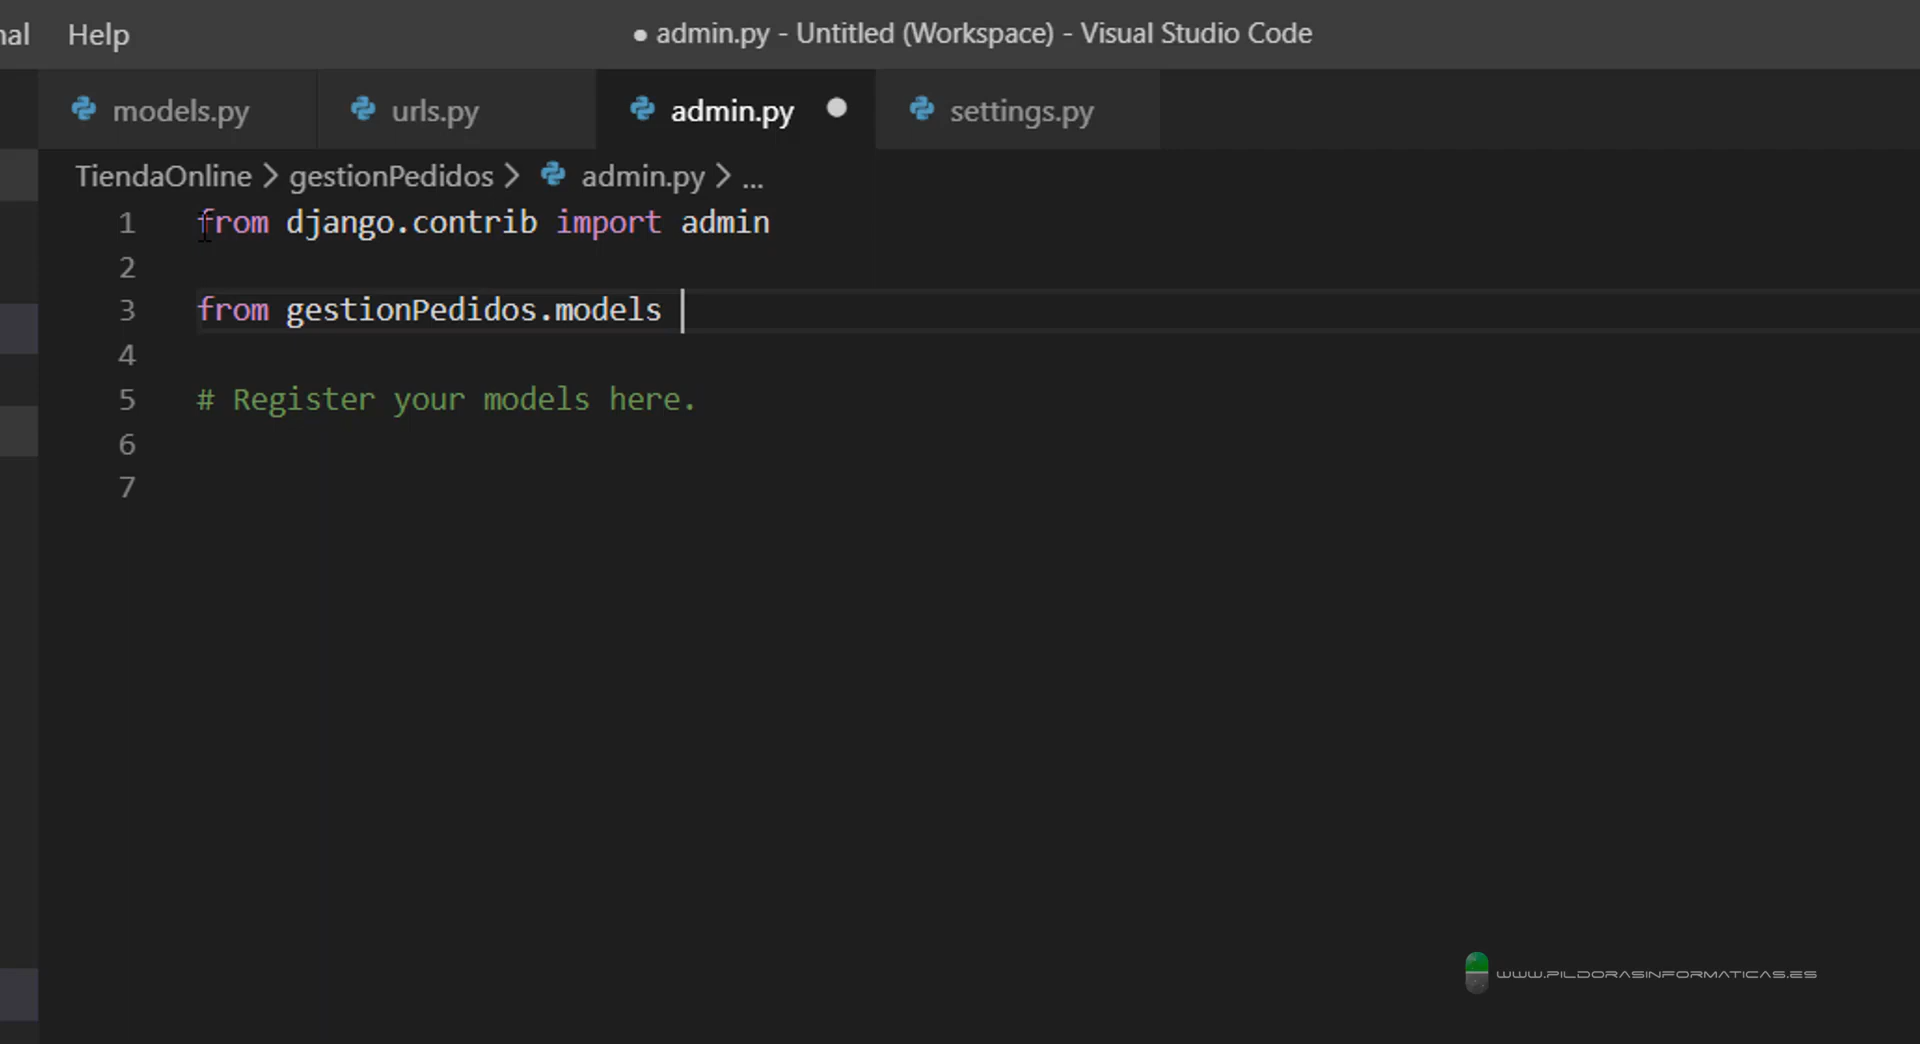 nal Help ● admin.py - Untitled (Workspace) - Visual Studio Code
models.py urls.py admin.py ● settings.py
TiendaOnline > gestionPedidos > admin.py > ...
1 from django.contrib import admin
2
3 from gestionPedidos.models
4
5 # Register your models here.
6
7
WWW.PILDORASINFORMATICAS.ES